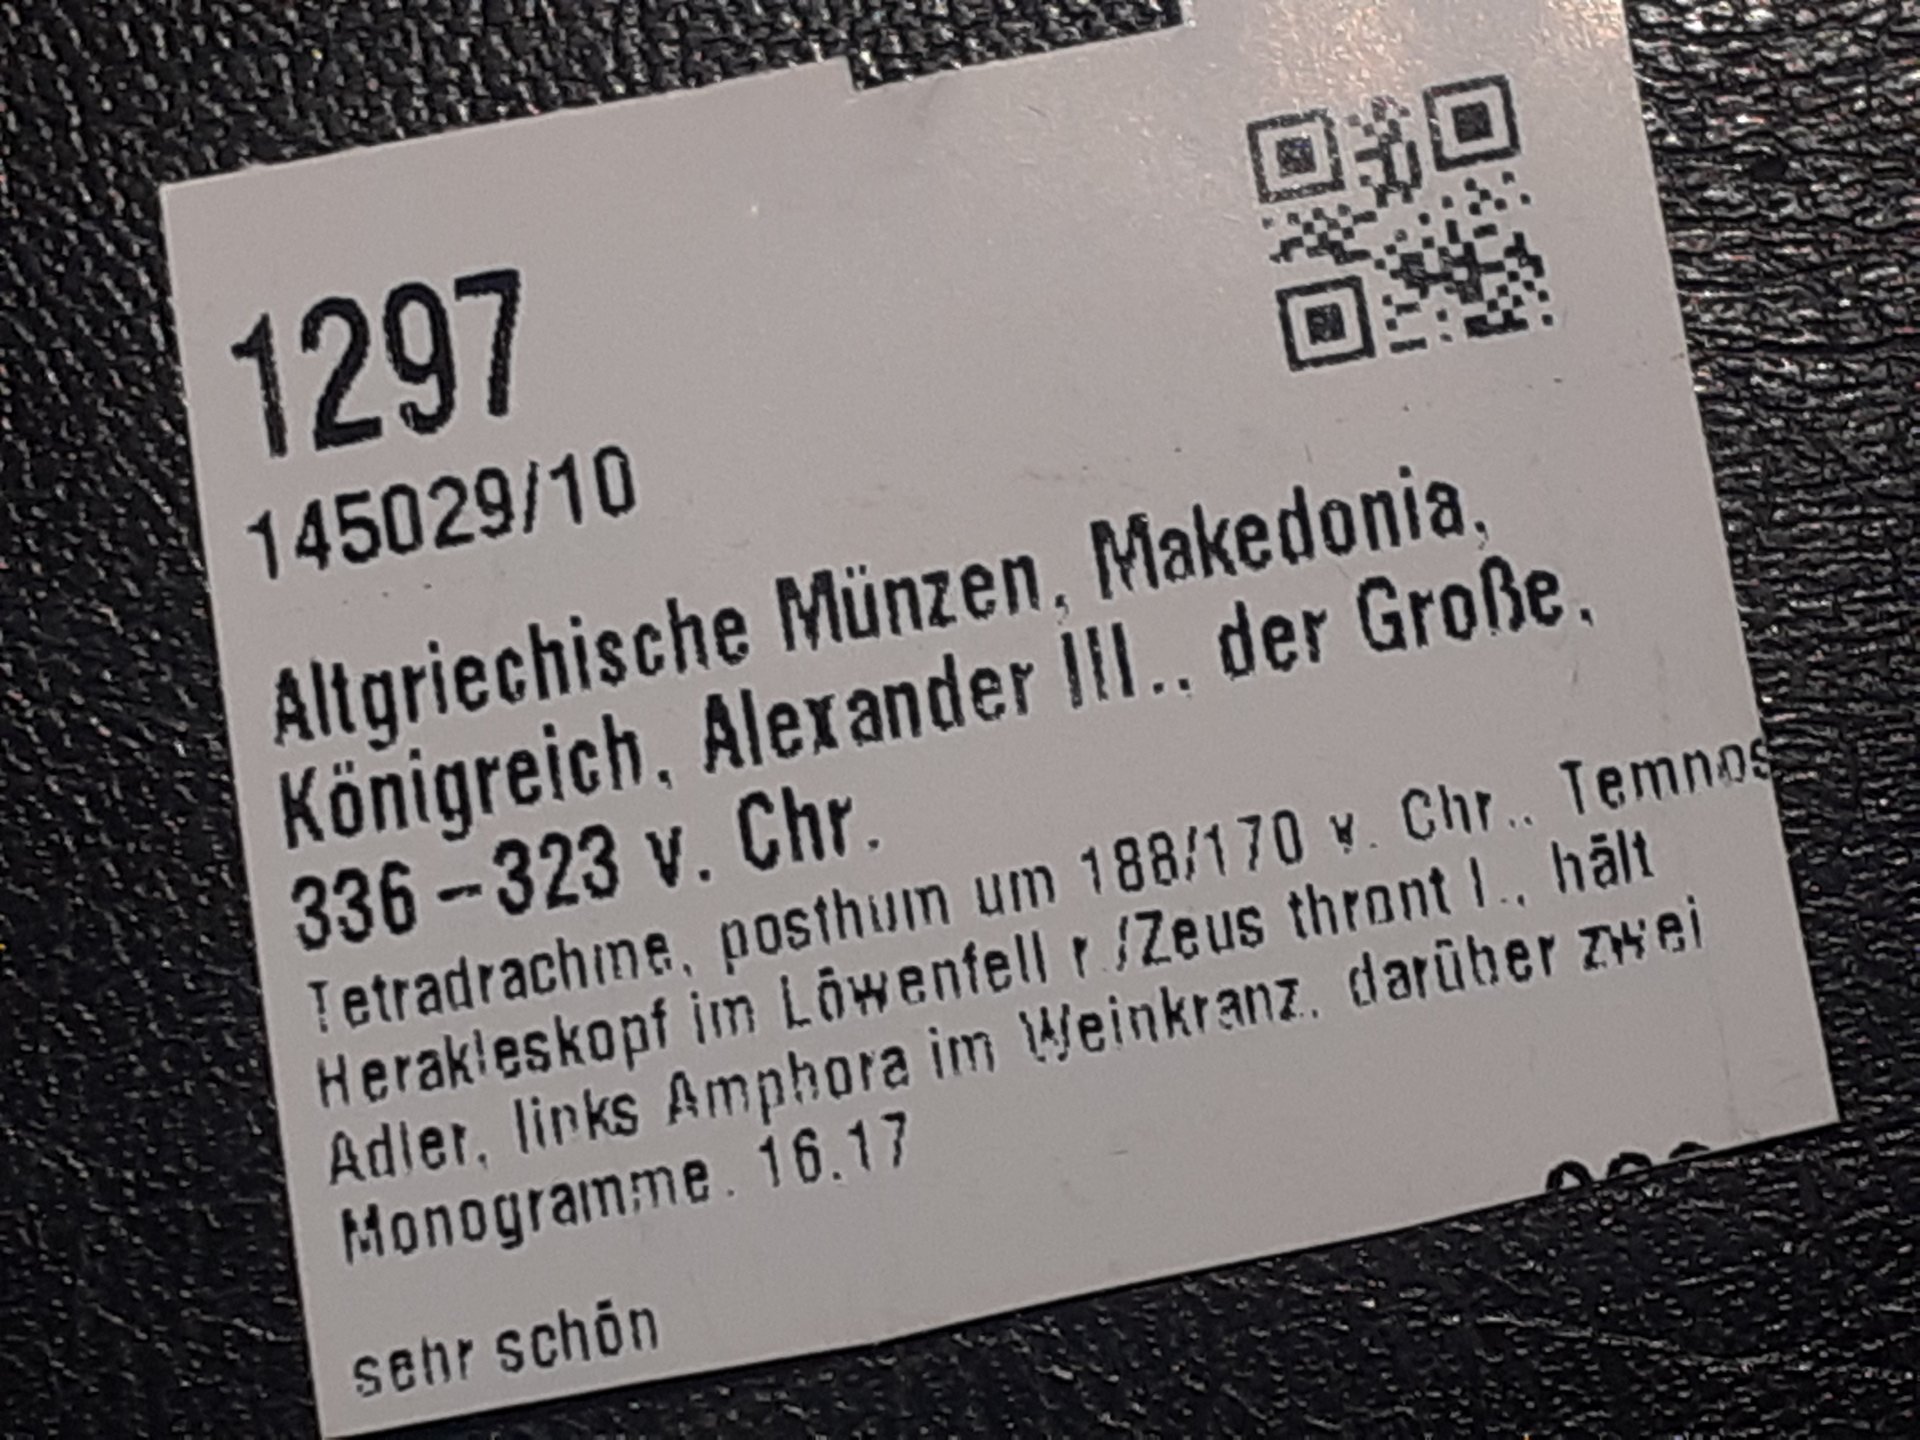 1297
145029/10
Altgriechische Münzen, Makedonia,
Königreich, Alexander III., der Große,
336-323 v. Chr.
Tetradrachme, posthum um 188/170 v. Chr., Temnos
Herakleskopf im Löwenfell r./Zeus thront l., hält
Adler, links Amphora im Weinkranz, darüber zwei
Monogramme. 16.17
sehr schön